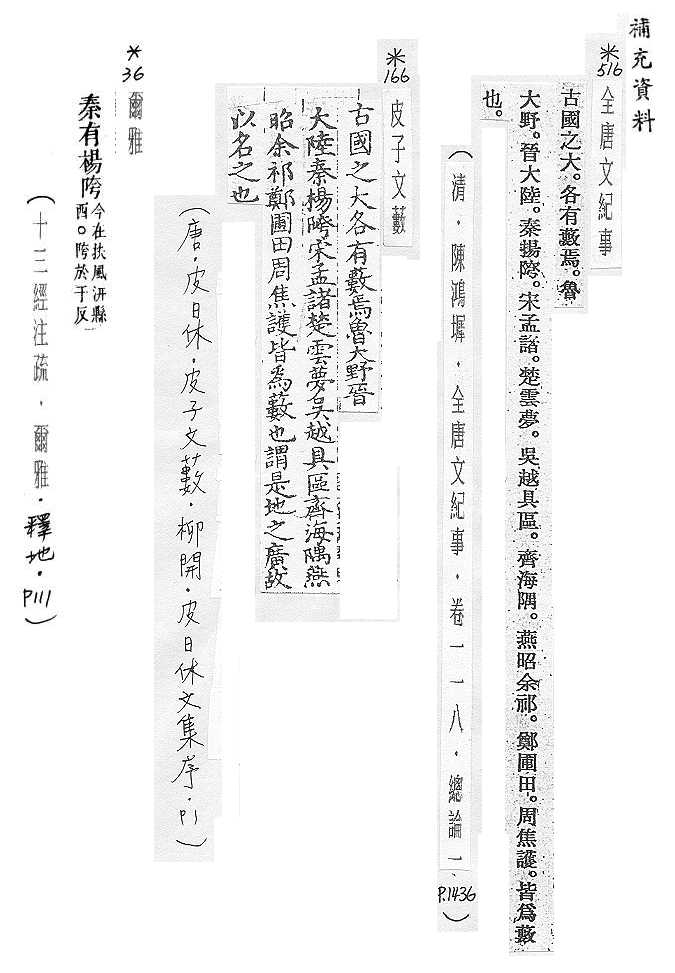 補充資料
*516
全唐文紀事
古國之大。各有藪焉。魯
大野。晉大陸。秦揚陓。宋孟諸。楚雲夢。吳越具區。齊海隅。燕昭余祁。鄭圃田。周焦護。皆為藪
也。
(清.陳鴻墀.全唐文紀事.卷一一八.總論一、P.1436)
*166
皮子文藪
古國之大各有藪焉魯大野晉
大陸秦楊陓宋孟諸楚雲夢吳越具區齊海隅燕
昭余祁鄭圃田周焦護皆為藪也謂是地之廣故
以名之也
(唐.皮日休.皮子文藪.柳開.皮日休文集序.P1)
*36
爾雅
秦有楊陓
今在扶風汧縣
西。陓於于反
(十三經注疏.爾雅.釋地.P111)